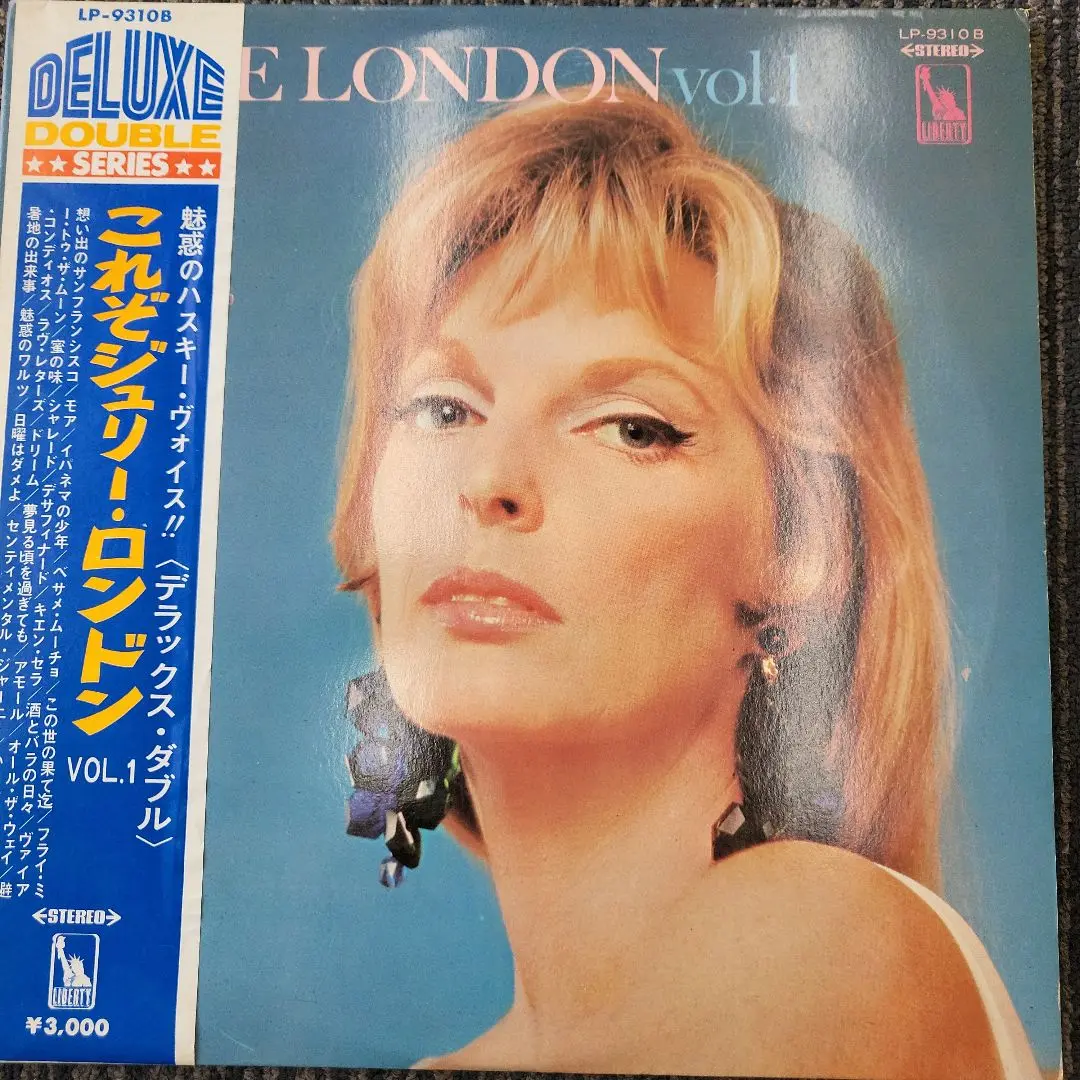 LP-9310B
DELUXE
DOUBLE
SERIES
魅惑のハスキー・ヴォイス!!〈デラックス・ダブル〉
これぞジュリー・ロンドン
VOL.1
想い出のサンフランシスコ/モア/イパネマの少年/ベサメ・ムーチョ/この世の果て迄/フライ・ミ
ー・トゥ・ザ・ムーン/蜜の味/シャレード/デサフィナード/キエン・セラ/酒とバラの日々/ヴァイア
・コンディオス/ラヴ・レターズ/ドリーム/夢見る頃を過ぎても/アモール/オール・ザ・ウェイ/避
暑地の出来事/魅惑のワルツ/日曜はダメよ/センティメンタル・ジャーニー/
STEREO
LIBERTY
¥3,000
E LONDON vol.1
LP-9310B
STEREO
LIBERTY